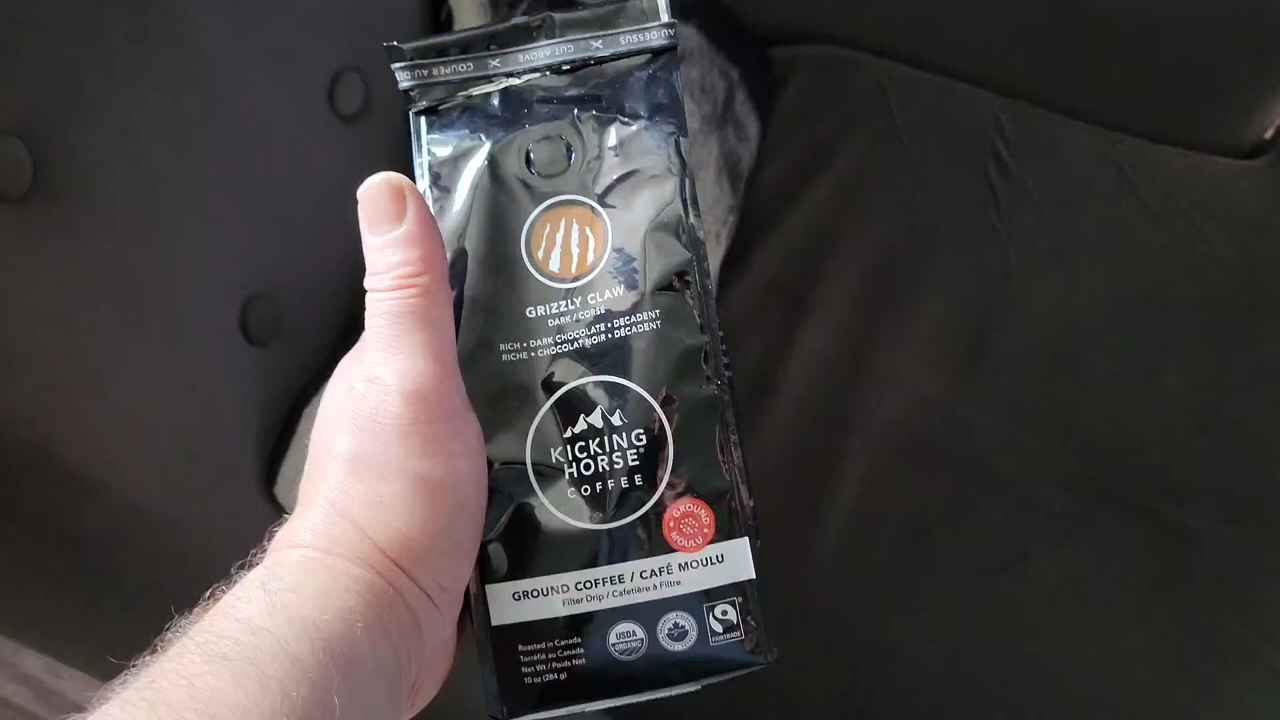 AU-DESSUS
CUT ABOVE
COUPER AU-D
GRIZZLY CLAW
DARK / CORSÉ
RICH • DARK CHOCOLATE • DECADENT
RICHE • CHOCOLAT NOIR • DÉCADENT
KICKING
HORSE®
COFFEE
GROUND
MOULU
GROUND COFFEE / CAFÉ MOULU
Filter Drip / Cafetière à Filtre
Roasted in Canada
Torréfié au Canada
Net Wt / Poids Net
10 oz (284 g)
USDA
ORGANIC
FAIRTRADE